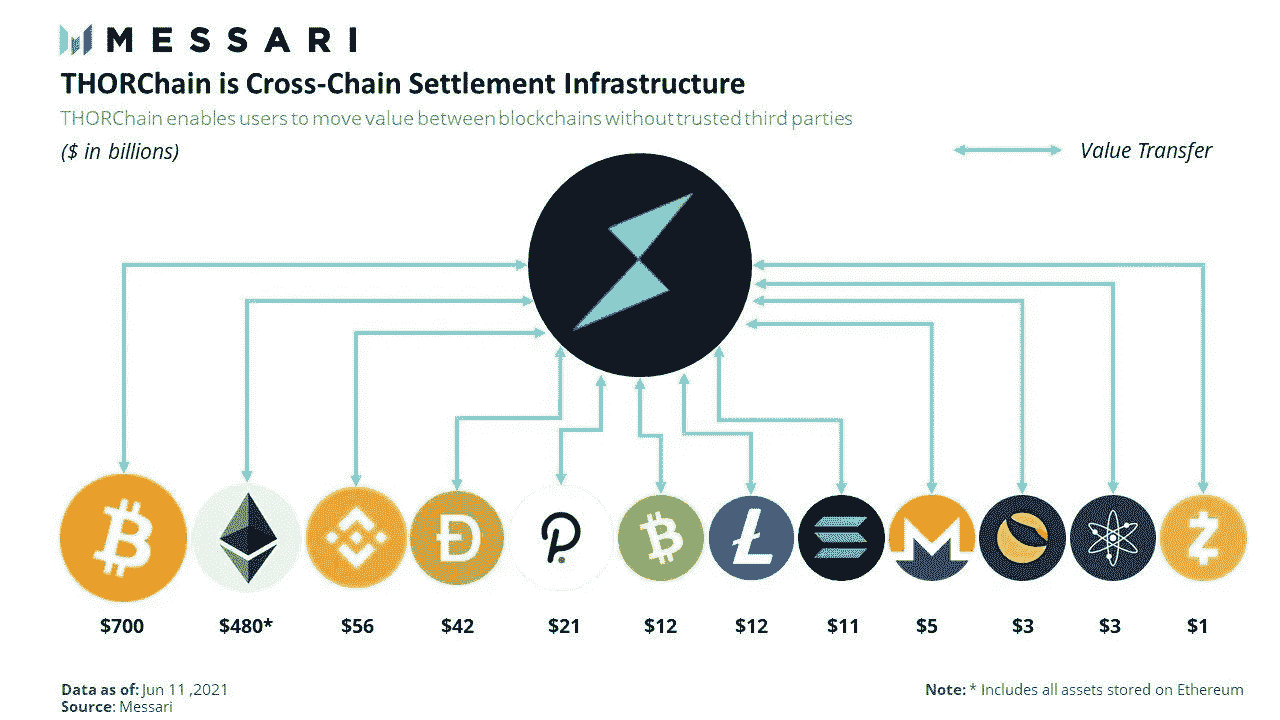 MESSARI
THORChain is Cross-Chain Settlement Infrastructure
THORChain enables users to move value between blockchains without trusted third parties
($ in billions)
Value Transfer
$700 $480* $56 $42 $21 $12 $12 $11 $5 $3 $3 $1
Data as of: Jun 11 ,2021
Note: * Includes all assets stored on Ethereum
Source: Messari